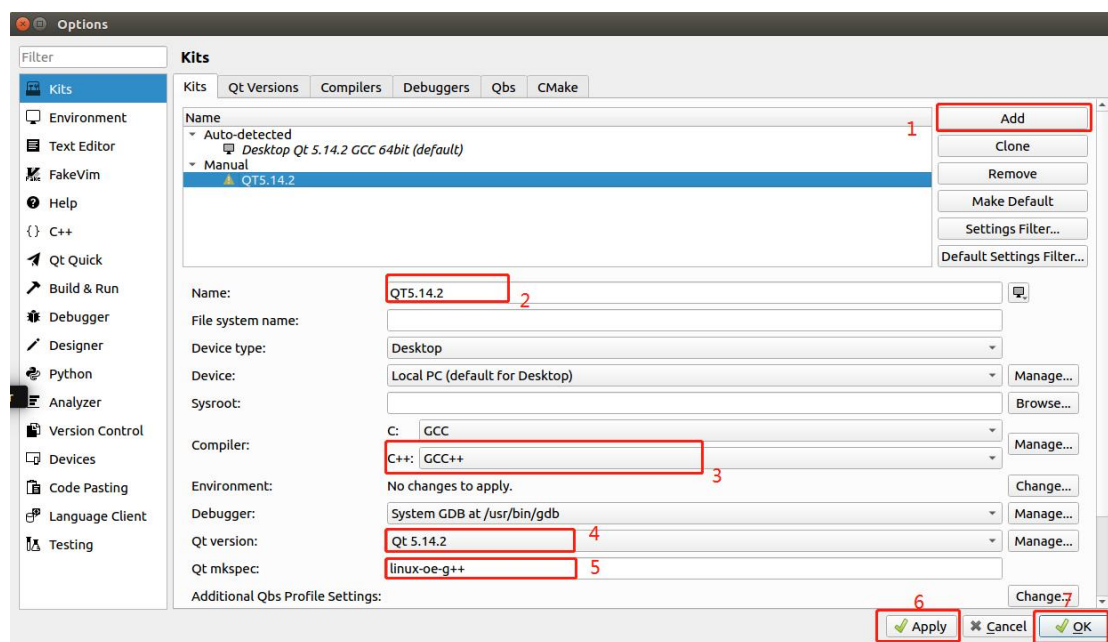 Options
Filter
Kits
Kits
Environment
Text Editor
FakeVim
Help
{} C++
Qt Quick
Build & Run
Debugger
Designer
Python
Analyzer
Version Control
Devices
Code Pasting
Language Client
Testing
Kits Qt Versions Compilers Debuggers Qbs CMake
Name
Auto-detected
Desktop Qt 5.14.2 GCC 64bit (default)
Manual
QT5.14.2
1 Add
Clone
Remove
Make Default
Settings Filter...
Default Settings Filter...
Name: QT5.14.2 2
File system name:
Device type: Desktop
Device: Local PC (default for Desktop) Manage...
Sysroot: Browse...
Compiler: C: GCC
C++: GCC++ Manage...
3
Environment: No changes to apply. Change...
Debugger: System GDB at /usr/bin/gdb Manage...
Qt version: Qt 5.14.2 4 Manage...
Qt mkspec: linux-oe-g++ 5
Additional Qbs Profile Settings: Change...
6 7
Apply Cancel OK